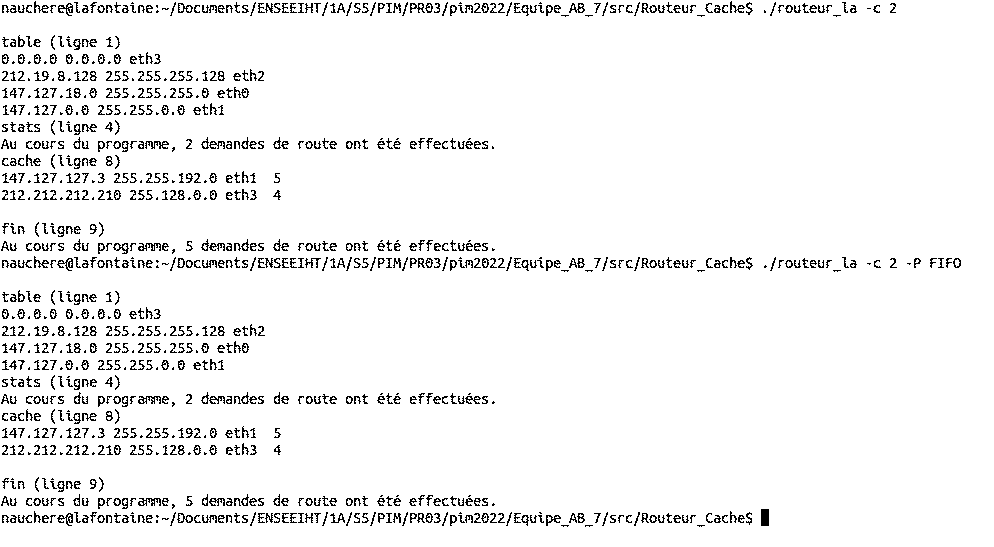 nauchere@lafontaine:~/Documents/ENSEEIHT/1A/S5/PIM/PR03/pim2022/Equipe_AB_7/src/Routeur_Cache$ ./routeur_la -c 2
table (ligne 1)
0.0.0.0 0.0.0.0 eth3
212.19.8.128 255.255.255.128 eth2
147.127.18.0 255.255.255.0 eth0
147.127.0.0 255.255.0.0 eth1
stats (ligne 4)
Au cours du programme, 2 demandes de route ont été effectuées.
cache (ligne 8)
147.127.127.3 255.255.192.0 eth1  5
212.212.212.210 255.128.0.0 eth3  4
fin (ligne 9)
Au cours du programme, 5 demandes de route ont été effectuées.
nauchere@lafontaine:~/Documents/ENSEEIHT/1A/S5/PIM/PR03/pim2022/Equipe_AB_7/src/Routeur_Cache$ ./routeur_la -c 2 -P FIFO
table (ligne 1)
0.0.0.0 0.0.0.0 eth3
212.19.8.128 255.255.255.128 eth2
147.127.18.0 255.255.255.0 eth0
147.127.0.0 255.255.0.0 eth1
stats (ligne 4)
Au cours du programme, 2 demandes de route ont été effectuées.
cache (ligne 8)
147.127.127.3 255.255.192.0 eth1  5
212.212.212.210 255.128.0.0 eth3  4
fin (ligne 9)
Au cours du programme, 5 demandes de route ont été effectuées.
nauchere@lafontaine:~/Documents/ENSEEIHT/1A/S5/PIM/PR03/pim2022/Equipe_AB_7/src/Routeur_Cache$